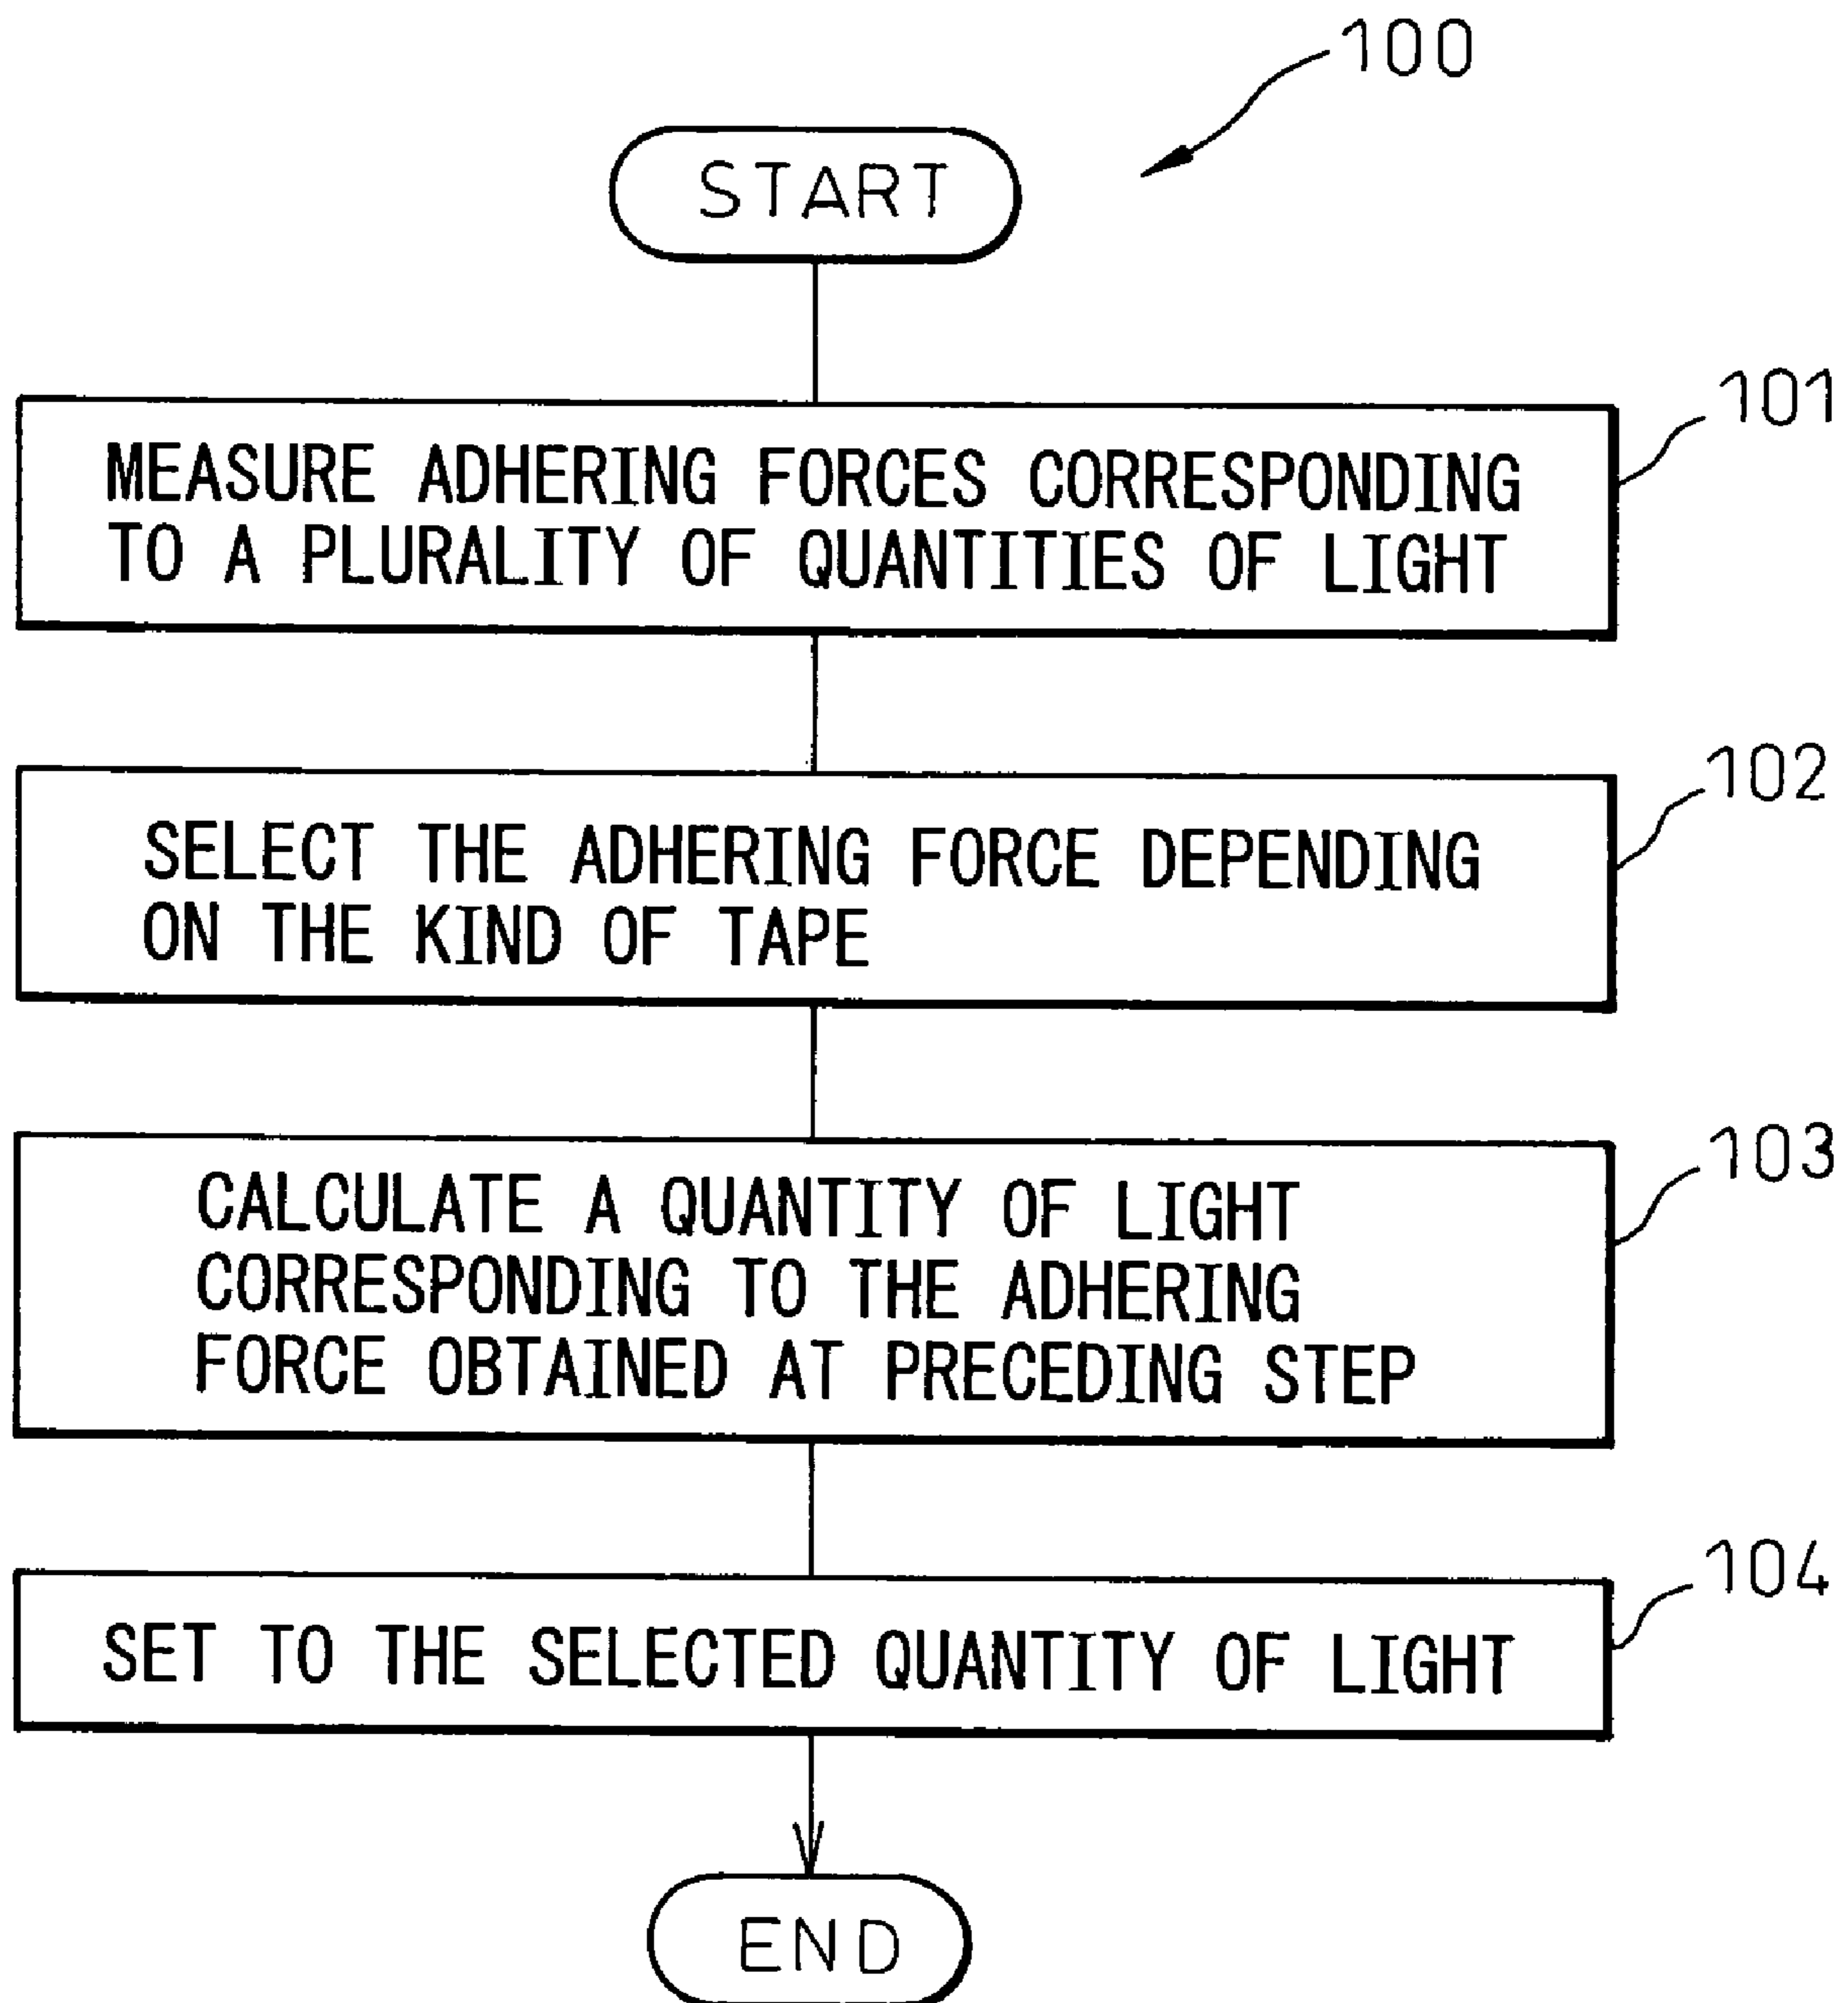 100
START
101
MEASURE ADHERING FORCES CORRESPONDING
TO A PLURALITY OF QUANTITIES OF LIGHT
102
SELECT THE ADHERING FORCE DEPENDING
ON THE KIND OF TAPE
103
CALCULATE A QUANTITY OF LIGHT
CORRESPONDING TO THE ADHERING
FORCE OBTAINED AT PRECEDING STEP
104
SET TO THE SELECTED QUANTITY OF LIGHT
END